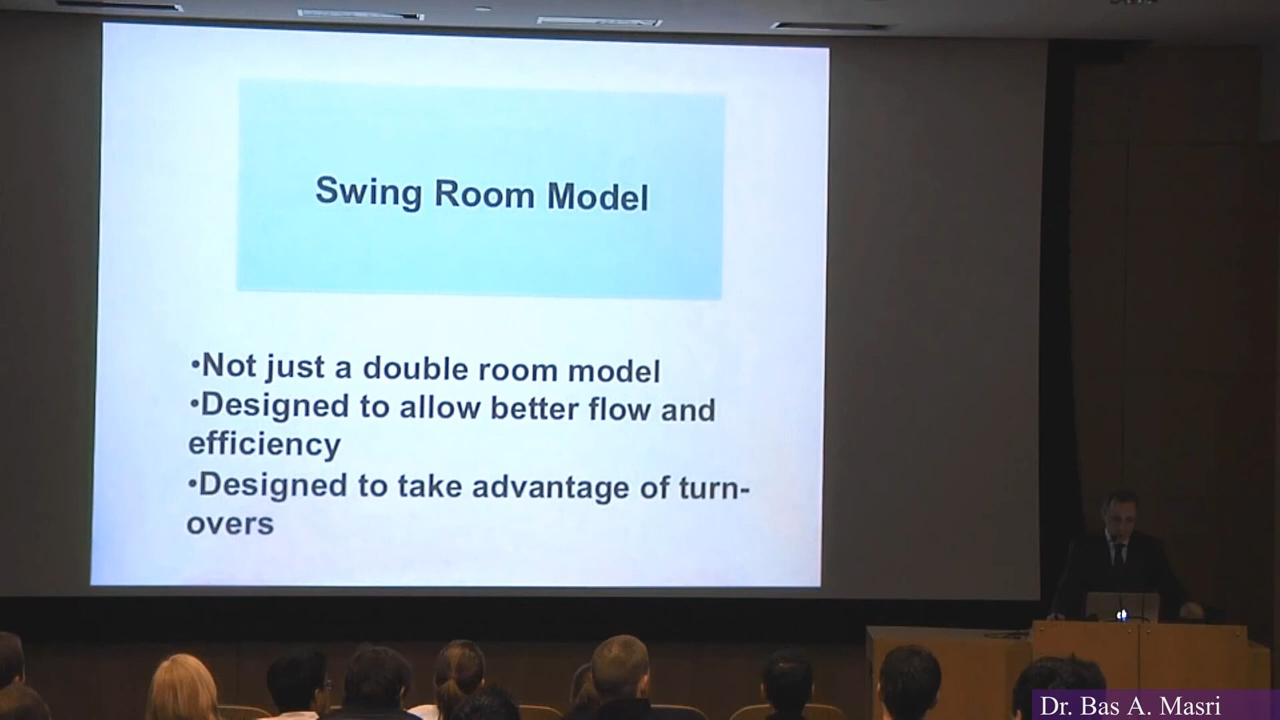 Swing Room Model
•Not just a double room model
•Designed to allow better flow and
efficiency
•Designed to take advantage of turn-
overs
Dr. Bas A. Masri